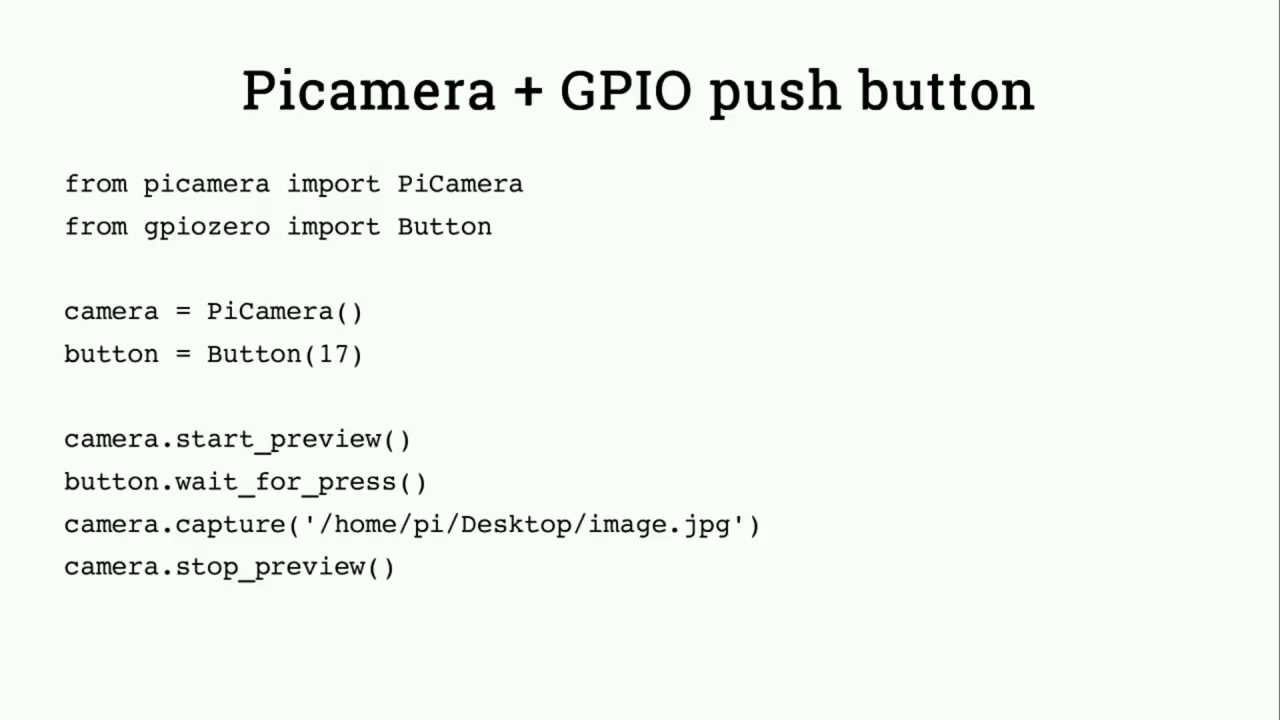 Picamera + GPIO push button
from picamera import PiCamera
from gpiozero import Button
camera = PiCamera()
button = Button(17)
camera.start_preview()
button.wait_for_press()
camera.capture('/home/pi/Desktop/image.jpg')
camera.stop_preview()